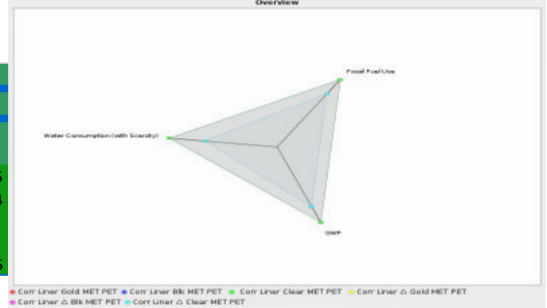 Overview
Fossil Fuel Use
Water Consumption (with Scarcity)
GWP
Corr Liner Gold MET PET Corr Liner Blk MET PET Corr Liner Clear MET PET Corr Liner △ Gold MET PET
Corr Liner △ Blk MET PET Corr Liner △ Clear MET PET